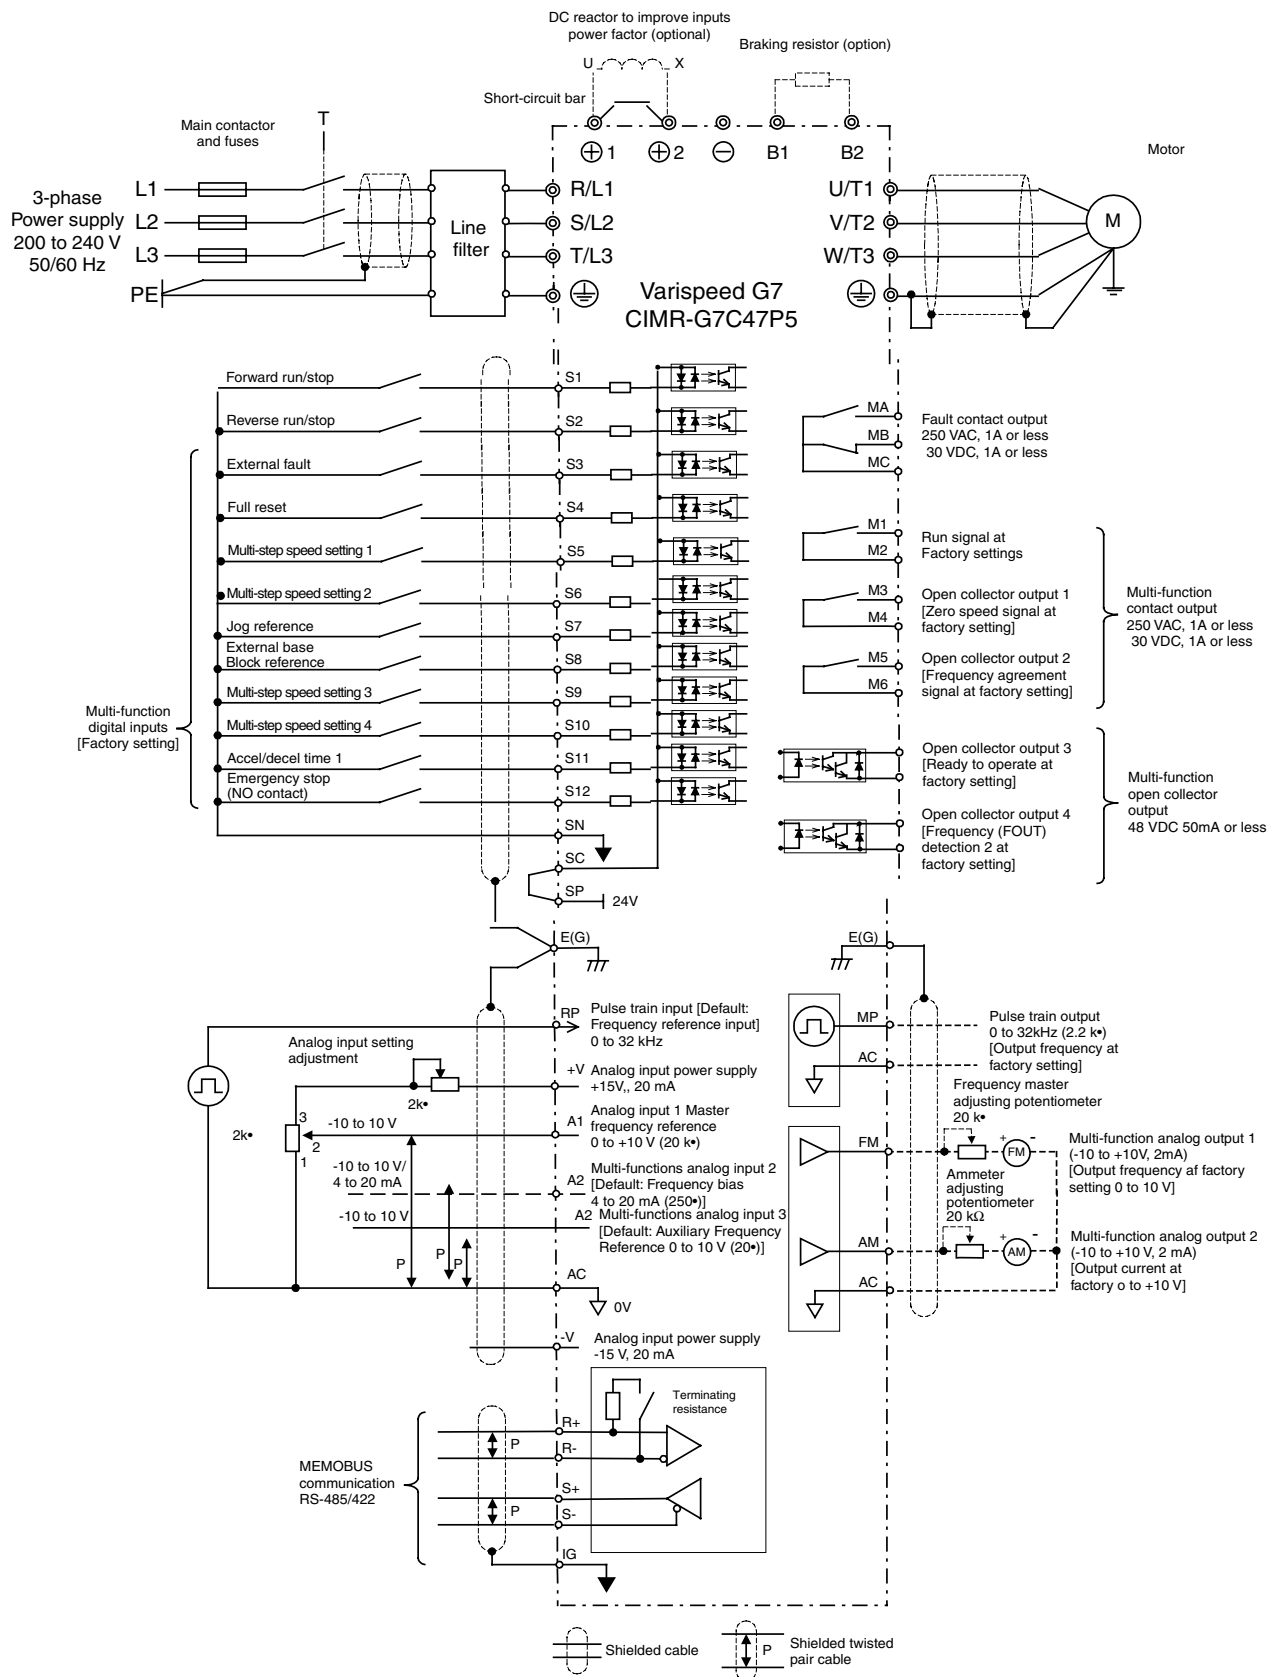 DC reactor to improve inputs
power factor (optional)
Braking resistor (option)
U
X
Short-circuit bar
Main contactor
and fuses
Motor
⊕1
⊕2
⊖
B1
B2
3-phase
Power supply
200 to 240 V
50/60 Hz
L1
L2
L3
PE
Line
filter
R/L1
S/L2
T/L3
U/T1
V/T2
W/T3
M
Varispeed G7
CIMR-G7C47P5
Forward run/stop
S1
Reverse run/stop
S2
External fault
S3
Full reset
S4
Multi-step speed setting 1
S5
Multi-step speed setting 2
S6
Jog reference
S7
External base
Block reference
S8
Multi-step speed setting 3
S9
Multi-step speed setting 4
S10
Accel/decel time 1
S11
Emergency stop
(NO contact)
S12
Multi-function
digital inputs
[Factory setting]
SN
SC
SP
24V
MA
MB
MC
Fault contact output
250 VAC, 1A or less
30 VDC, 1A or less
M1
M2
Run signal at
Factory settings
M3
M4
Open collector output 1
[Zero speed signal at
factory setting]
M5
M6
Open collector output 2
[Frequency agreement
signal at factory setting]
Multi-function
contact output
250 VAC, 1A or less
30 VDC, 1A or less
Open collector output 3
[Ready to operate at
factory setting]
Open collector output 4
[Frequency (FOUT)
detection 2 at
factory setting]
Multi-function
open collector
output
48 VDC 50mA or less
E(G)
E(G)
RP
Pulse train input [Default:
Frequency reference input]
0 to 32 kHz
Analog input setting
adjustment
2k•
+V
Analog input power supply
+15V,, 20 mA
2k•
3
2
1
-10 to 10 V
A1
Analog input 1 Master
frequency reference
0 to +10 V (20 k•)
-10 to 10 V/
4 to 20 mA
A2
Multi-functions analog input 2
[Default: Frequency bias
4 to 20 mA (250•)]
-10 to 10 V
A2
Multi-functions analog input 3
[Default: Auxiliary Frequency
Reference 0 to 10 V (20•)]
P
P
P
AC
0V
-V
Analog input power supply
-15 V, 20 mA
MP
Pulse train output
0 to 32kHz (2.2 k•)
[Output frequency at
factory setting]
AC
Frequency master
adjusting potentiometer
20 k•
FM
+
FM
-
Multi-function analog output 1
(-10 to +10V, 2mA)
[Output frequency af factory
setting 0 to 10 V]
Ammeter
adjusting
potentiometer
20 kΩ
AM
+
AM
-
Multi-function analog output 2
(-10 to +10V, 2 mA)
[Output current at
factory o to +10 V]
AC
Terminating
resistance
MEMOBUS
communication
RS-485/422
R+
P
R-
S+
P
S-
IG
Shielded cable
P
Shielded twisted
pair cable